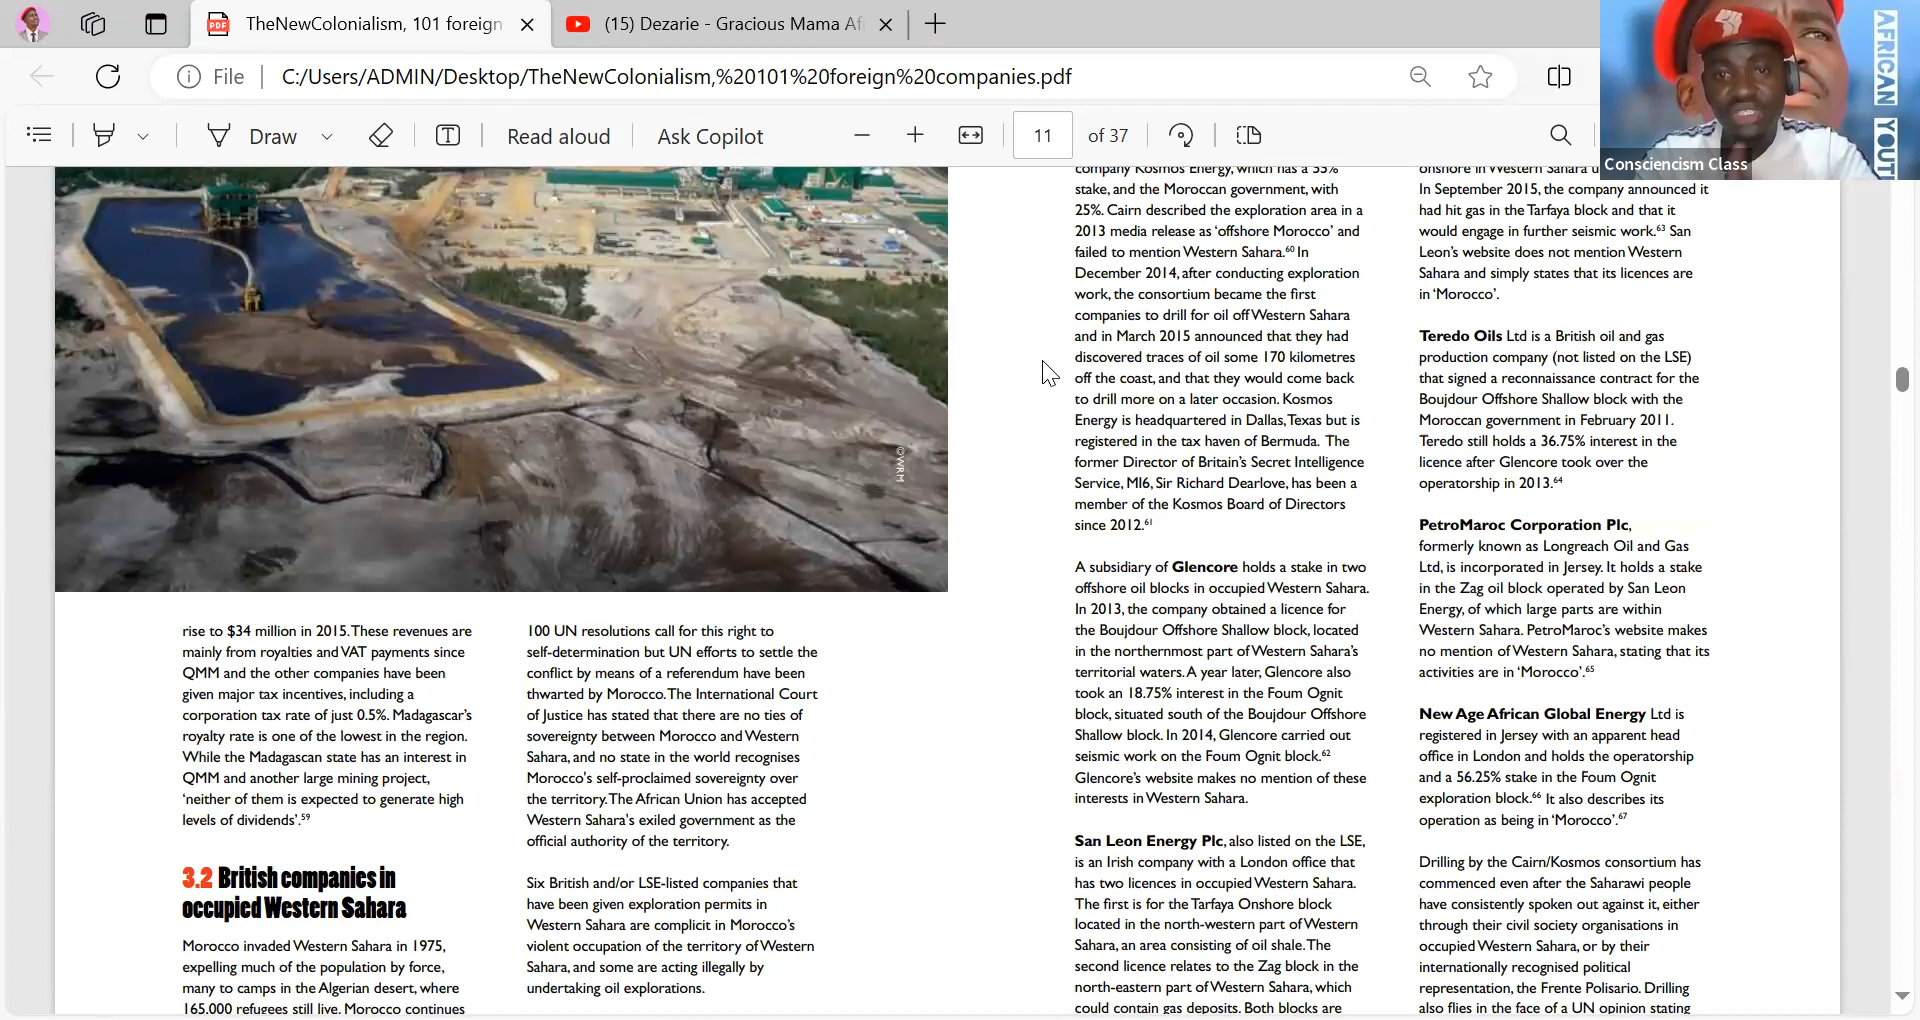 TheNewColonialism, 101 foreign
(15) Dezarie - Gracious Mama Af
File
C:/Users/ADMIN/Desktop/TheNewColonialism,%20101%20foreign%20companies.pdf
Draw
Read aloud
Ask Copilot
11 of 37
AFRICAN YOUT
Consciencism Class
©WRM
rise to $34 million in 2015. These revenues are
mainly from royalties and VAT payments since
QMM and the other companies have been
given major tax incentives, including a
corporation tax rate of just 0.5%. Madagascar's
royalty rate is one of the lowest in the region.
While the Madagascan state has an interest in
QMM and another large mining project,
'neither of them is expected to generate high
levels of dividends'.59
3.2 British companies in
occupied Western Sahara
Morocco invaded Western Sahara in 1975,
expelling much of the population by force,
many to camps in the Algerian desert, where
165,000 refugees still live. Morocco continues
100 UN resolutions call for this right to
self-determination but UN efforts to settle the
conflict by means of a referendum have been
thwarted by Morocco. The International Court
of Justice has stated that there are no ties of
sovereignty between Morocco and Western
Sahara, and no state in the world recognises
Morocco's self-proclaimed sovereignty over
the territory. The African Union has accepted
Western Sahara's exiled government as the
official authority of the territory.
Six British and/or LSE-listed companies that
have been given exploration permits in
Western Sahara are complicit in Morocco's
violent occupation of the territory of Western
Sahara, and some are acting illegally by
undertaking oil explorations.
company Kosmos Energy, which has a 55%
stake, and the Moroccan government, with
25%. Cairn described the exploration area in a
2013 media release as 'offshore Morocco' and
failed to mention Western Sahara.60 In
December 2014, after conducting exploration
work, the consortium became the first
companies to drill for oil off Western Sahara
and in March 2015 announced that they had
discovered traces of oil some 170 kilometres
off the coast, and that they would come back
to drill more on a later occasion. Kosmos
Energy is headquartered in Dallas, Texas but is
registered in the tax haven of Bermuda. The
former Director of Britain's Secret Intelligence
Service, MI6, Sir Richard Dearlove, has been a
member of the Kosmos Board of Directors
since 2012.61
A subsidiary of Glencore holds a stake in two
offshore oil blocks in occupied Western Sahara.
In 2013, the company obtained a licence for
the Boujdour Offshore Shallow block, located
in the northernmost part of Western Sahara's
territorial waters. A year later, Glencore also
took an 18.75% interest in the Foum Ognit
block, situated south of the Boujdour Offshore
Shallow block. In 2014, Glencore carried out
seismic work on the Foum Ognit block.62
Glencore's website makes no mention of these
interests in Western Sahara.
San Leon Energy Plc, also listed on the LSE,
is an Irish company with a London office that
has two licences in occupied Western Sahara.
The first is for the Tarfaya Onshore block
located in the north-western part of Western
Sahara, an area consisting of oil shale. The
second licence relates to the Zag block in the
north-eastern part of Western Sahara, which
could contain gas deposits. Both blocks are
onshore in Western Sahara u
In September 2015, the company announced it
had hit gas in the Tarfaya block and that it
would engage in further seismic work.63 San
Leon's website does not mention Western
Sahara and simply states that its licences are
in 'Morocco'.
Teredo Oils Ltd is a British oil and gas
production company (not listed on the LSE)
that signed a reconnaissance contract for the
Boujdour Offshore Shallow block with the
Moroccan government in February 2011.
Teredo still holds a 36.75% interest in the
licence after Glencore took over the
operatorship in 2013.64
PetroMaroc Corporation Plc,
formerly known as Longreach Oil and Gas
Ltd, is incorporated in Jersey. It holds a stake
in the Zag oil block operated by San Leon
Energy, of which large parts are within
Western Sahara. PetroMaroc's website makes
no mention of Western Sahara, stating that its
activities are in 'Morocco'.65
New Age African Global Energy Ltd is
registered in Jersey with an apparent head
office in London and holds the operatorship
and a 56.25% stake in the Foum Ognit
exploration block.66 It also describes its
operation as being in 'Morocco'.67
Drilling by the Cairn/Kosmos consortium has
commenced even after the Saharawi people
have consistently spoken out against it, either
through their civil society organisations in
occupied Western Sahara, or by their
internationally recognised political
representation, the Frente Polisario. Drilling
also flies in the face of a UN opinion stating